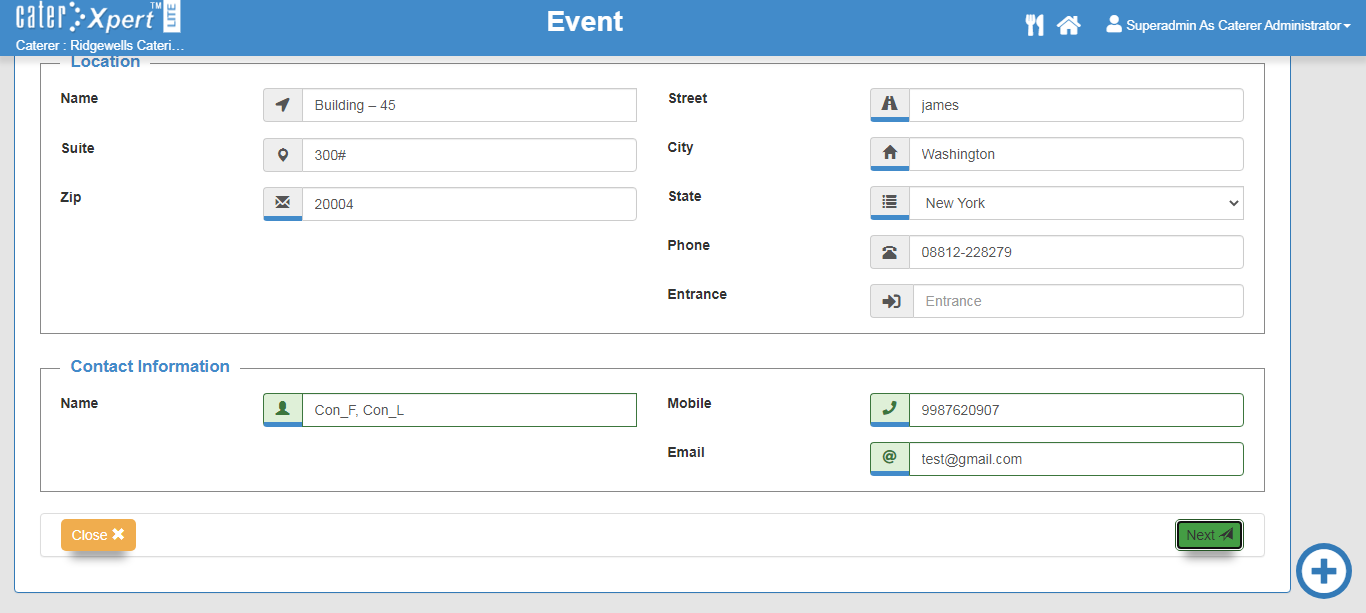 cater Xpert™ LITE
Event
Superadmin As Caterer Administrator
Caterer : Ridgewells Cateri...
Location
Name
Building – 45
Street
james
Suite
300#
City
Washington
Zip
20004
State
New York
Phone
08812-228279
Entrance
Entrance
Contact Information
Name
Con_F, Con_L
Mobile
9987620907
Email
@
test@gmail.com
Close
Next